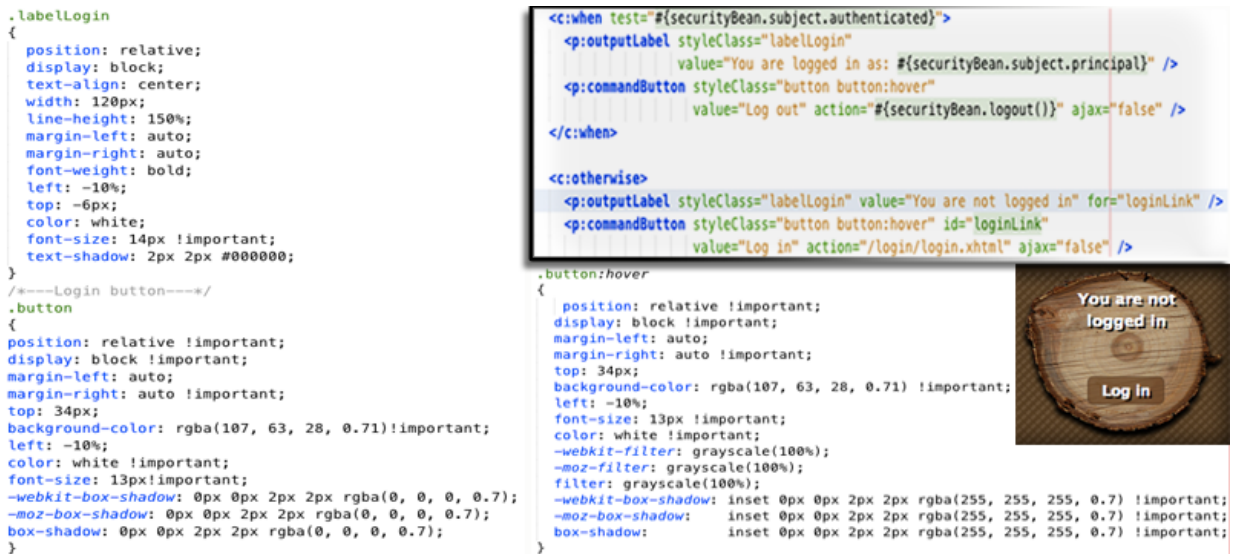 .labelLogin
{
position: relative;
display: block;
text-align: center;
width: 120px;
line-height: 150%;
margin-left: auto;
margin-right: auto;
font-weight: bold;
left: -10%;
top: -6px;
color: white;
font-size: 14px !important;
text-shadow: 2px 2px #000000;
}
/*---Login button---*/
.button
{
position: relative !important;
display: block !important;
margin-left: auto;
margin-right: auto !important;
top: 34px;
background-color: rgba(107, 63, 28, 0.71)!important;
left: -10%;
color: white !important;
font-size: 13px!important;
-webkit-box-shadow: 0px 0px 2px 2px rgba(0, 0, 0, 0.7);
-moz-box-shadow: 0px 0px 2px 2px rgba(0, 0, 0, 0.7);
box-shadow: 0px 0px 2px 2px rgba(0, 0, 0, 0.7);
}
<c:when test="#{securityBean.subject.authenticated}">
<p:outputLabel styleClass="labelLogin"
value="You are logged in as: #{securityBean.subject.principal}" />
<p:commandButton styleClass="button button:hover"
value="Log out" action="#{securityBean.logout()}" ajax="false" />
</c:when>
<c:otherwise>
<p:outputLabel styleClass="labelLogin" value="You are not logged in" for="loginLink" />
<p:commandButton styleClass="button button:hover" id="loginLink"
value="Log in" action="/login/login.xhtml" ajax="false" />
.button:hover
{
position: relative !important;
display: block !important;
margin-left: auto;
margin-right: auto !important;
top: 34px;
background-color: rgba(107, 63, 28, 0.71) !important;
left: -10%;
font-size: 13px !important;
color: white !important;
-webkit-filter: grayscale(100%);
-moz-filter: grayscale(100%);
filter: grayscale(100%);
-webkit-box-shadow: inset 0px 0px 2px 2px rgba(255, 255, 255, 0.7) !important;
-moz-box-shadow: inset 0px 0px 2px 2px rgba(255, 255, 255, 0.7) !important;
box-shadow: inset 0px 0px 2px 2px rgba(255, 255, 255, 0.7) !important;
}
You are not
logged in
Log in